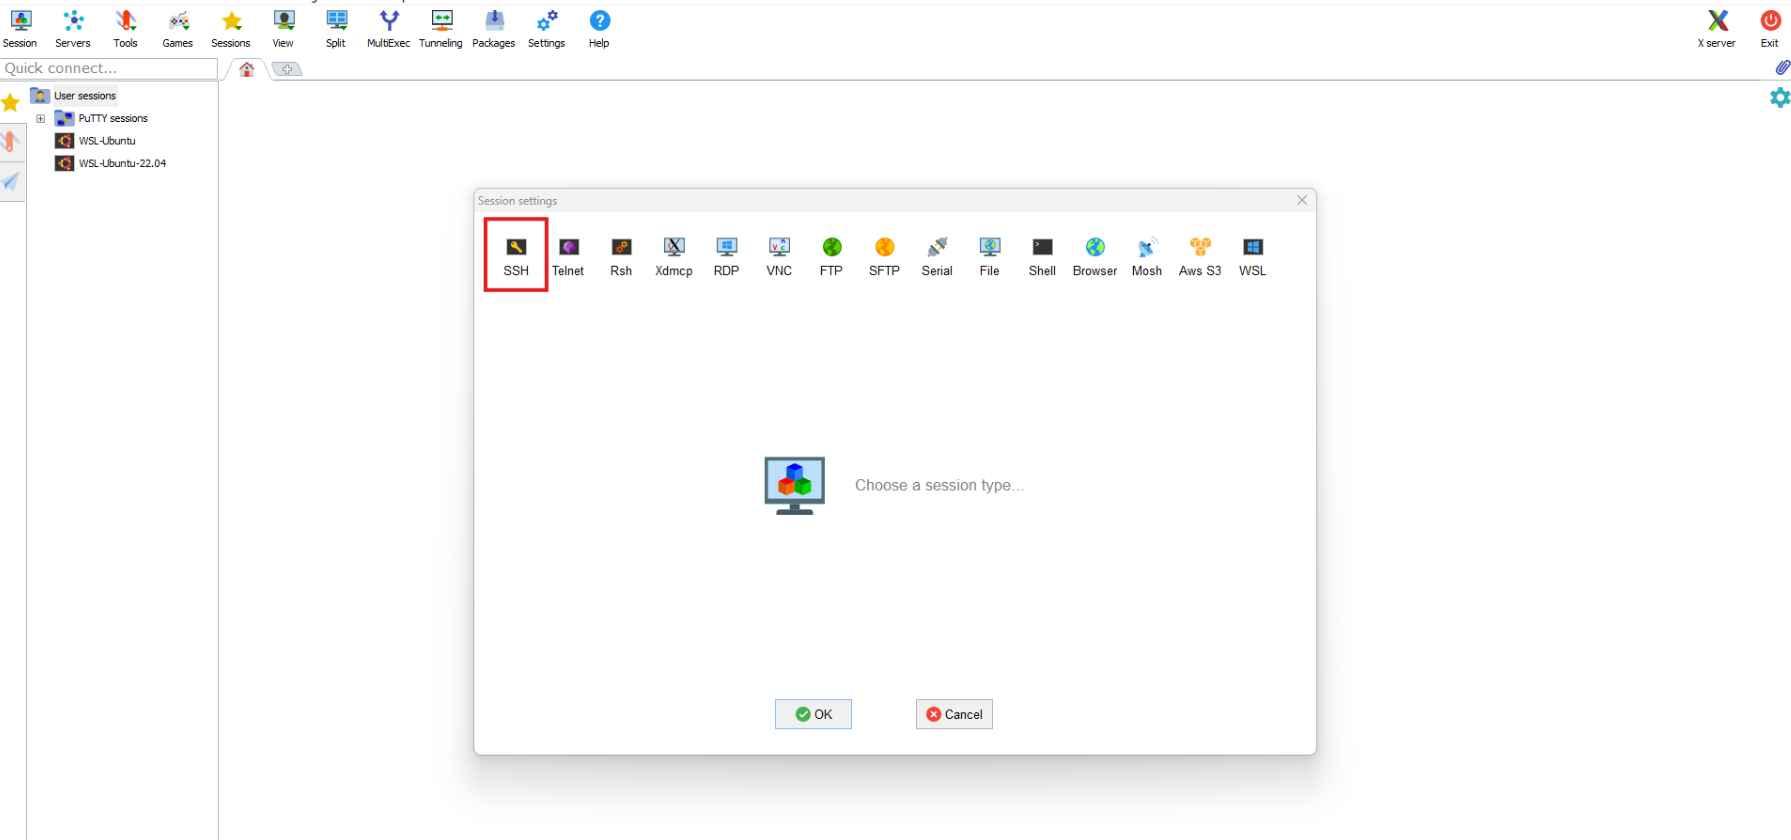 Session Servers Tools Games Sessions View Split MultiExec Tunneling Packages Settings Help X server Exit
Quick connect...
User sessions
PuTTY sessions
WSL-Ubuntu
WSL-Ubuntu-22.04
Session settings
SSH Telnet Rsh Xdmcp RDP VNC FTP SFTP Serial File Shell Browser Mosh Aws S3 WSL
Choose a session type...
OK Cancel